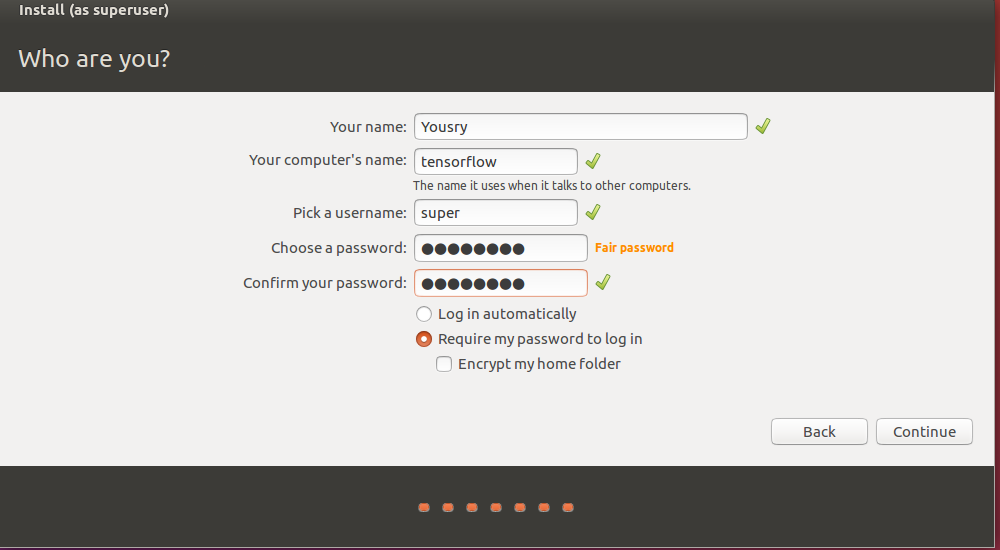 Install (as superuser)
Who are you?
Your name: Yousry
Your computer's name: tensorflow
The name it uses when it talks to other computers.
Pick a username: super
Choose a password: ●●●●●●●● Fair password
Confirm your password: ●●●●●●●●
Log in automatically
Require my password to log in
Encrypt my home folder
Back Continue